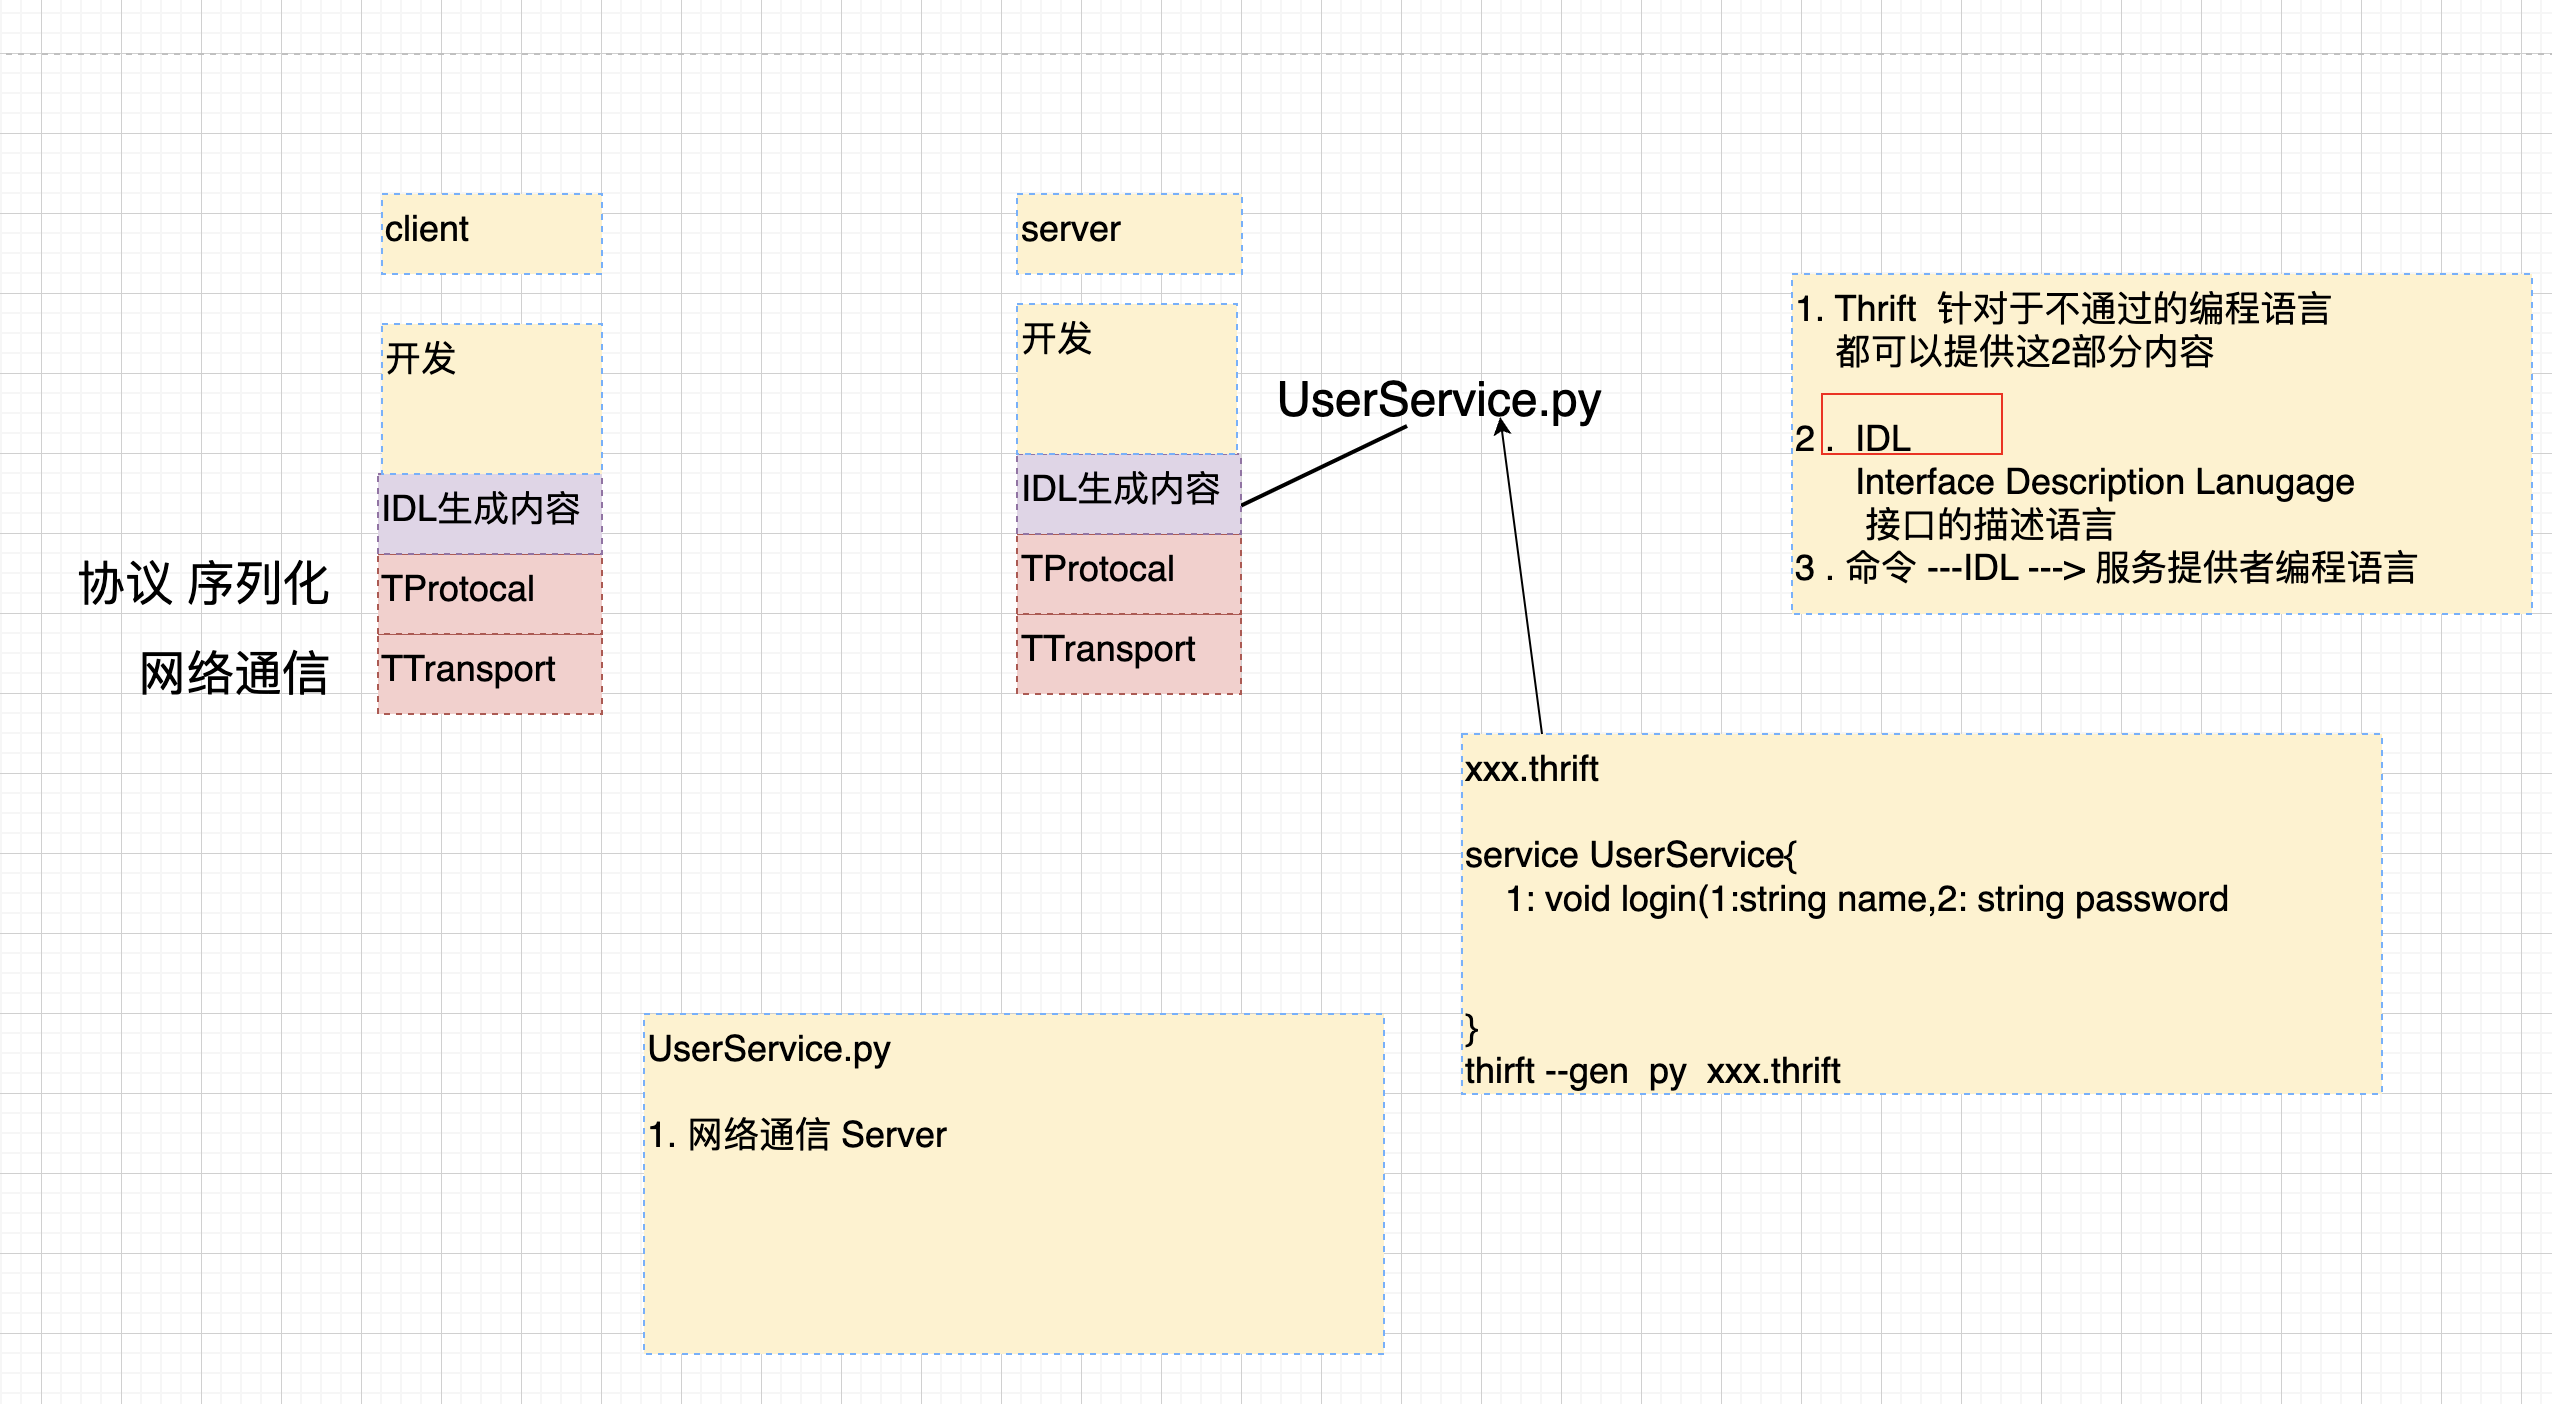 client
开发
IDL生成内容
协议 序列化
TProtocal
网络通信
TTransport
server
开发
UserService.py
IDL生成内容
TProtocal
TTransport
1. Thrift 针对于不通过的编程语言
都可以提供这2部分内容
2 . IDL
Interface Description Lanugage
接口的描述语言
3 . 命令 ---IDL ---> 服务提供者编程语言
xxx.thrift
service UserService{
1: void login(1:string name,2: string password
}
thirft --gen py xxx.thrift
UserService.py
1. 网络通信 Server